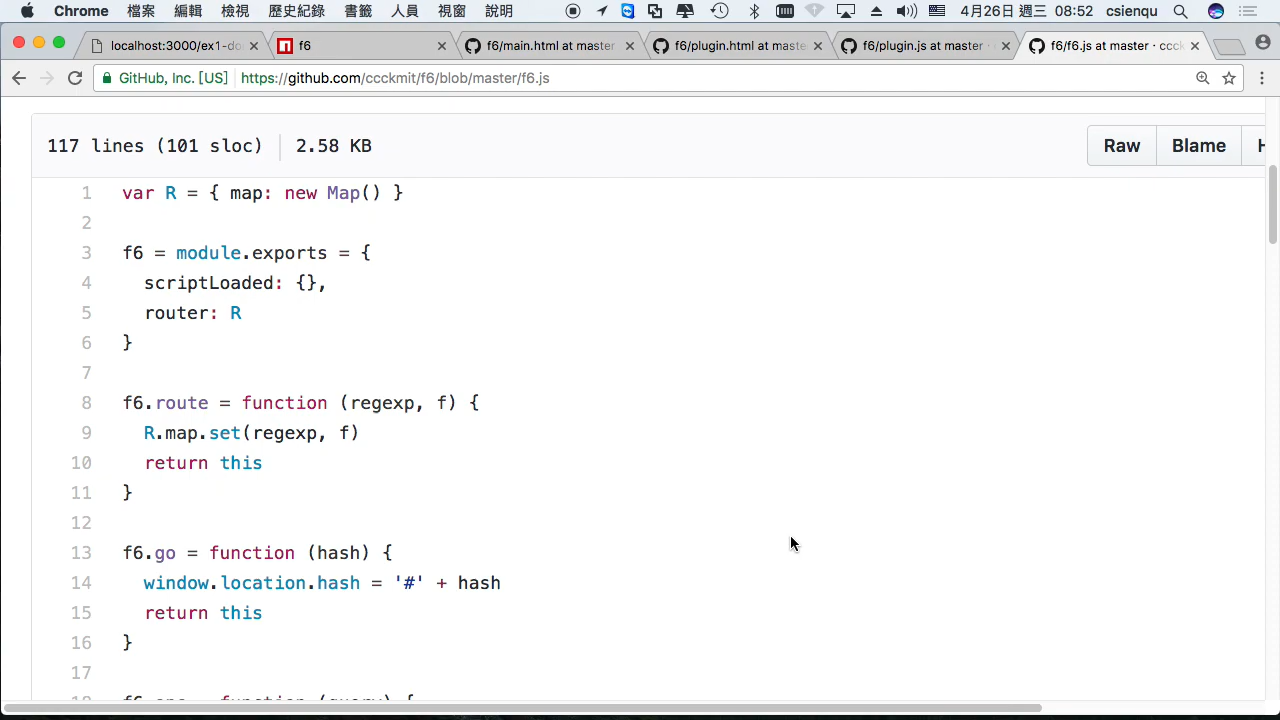 Chrome 檔案 編輯 檢視 歷史紀錄 書籤 人員 視窗 說明 4月26日 週三 08:52 csienqu
localhost:3000/ex1-do f6 f6/main.html at master f6/plugin.html at maste f6/plugin.js at master · f6/f6.js at master · ccck
GitHub, Inc. [US] https://github.com/ccckmit/f6/blob/master/f6.js
117 lines (101 sloc) 2.58 KB Raw Blame H
1 var R = { map: new Map() }
2
3 f6 = module.exports = {
4 scriptLoaded: {},
5 router: R
6 }
7
8 f6.route = function (regexp, f) {
9 R.map.set(regexp, f)
10 return this
11 }
12
13 f6.go = function (hash) {
14 window.location.hash = '#' + hash
15 return this
16 }
17
18 f6.one = function (query) {